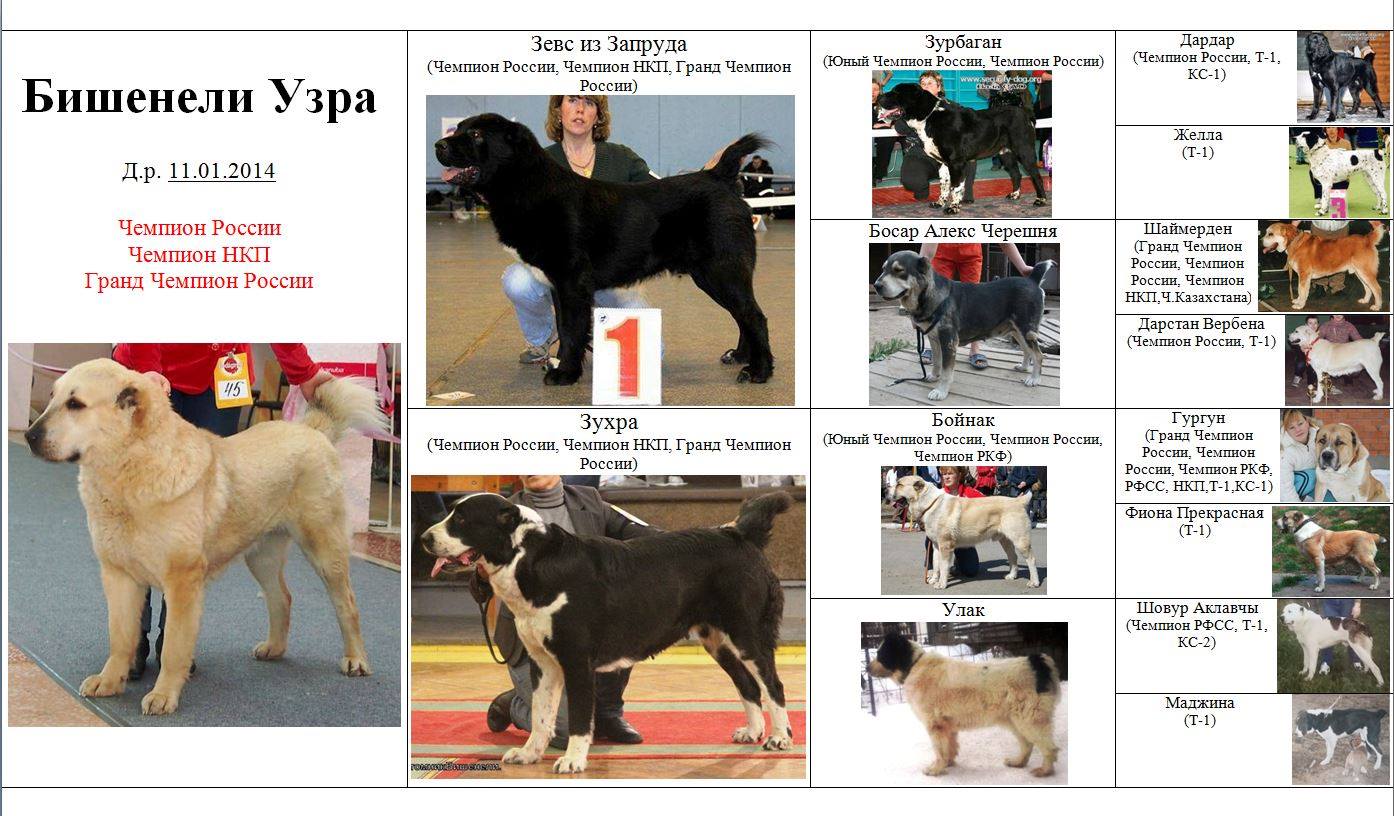 Бишенели Узра
Д.р. 11.01.2014
Чемпион России
Чемпион НКП
Гранд Чемпион России
45
Зевс из Запруда
(Чемпион России, Чемпион НКП, Гранд Чемпион
России)
1
Зухра
(Чемпион России, Чемпион НКП, Гранд Чемпион
России)
Зурбаган
(Юный Чемпион России, Чемпион России)
www.security-dog.org
Босар Алекс Черешня
Бойнак
(Юный Чемпион России, Чемпион России,
Чемпион РКФ)
Улак
Дардар
(Чемпион России, Т-1,
КС-1)
Желла
(Т-1)
3
Шаймерден
(Гранд Чемпион
России, Чемпион
России, Чемпион
НКП,Ч.Казахстана)
Дарстан Вербена
(Чемпион России, Т-1)
Гургун
(Гранд Чемпион
России, Чемпион
России, Чемпион РКФ,
РФСС, НКП,Т-1,КС-1)
Фиона Прекрасная
(Т-1)
Шовур Аклавчы
(Чемпион РФСС, Т-1,
КС-2)
Маджина
(Т-1)